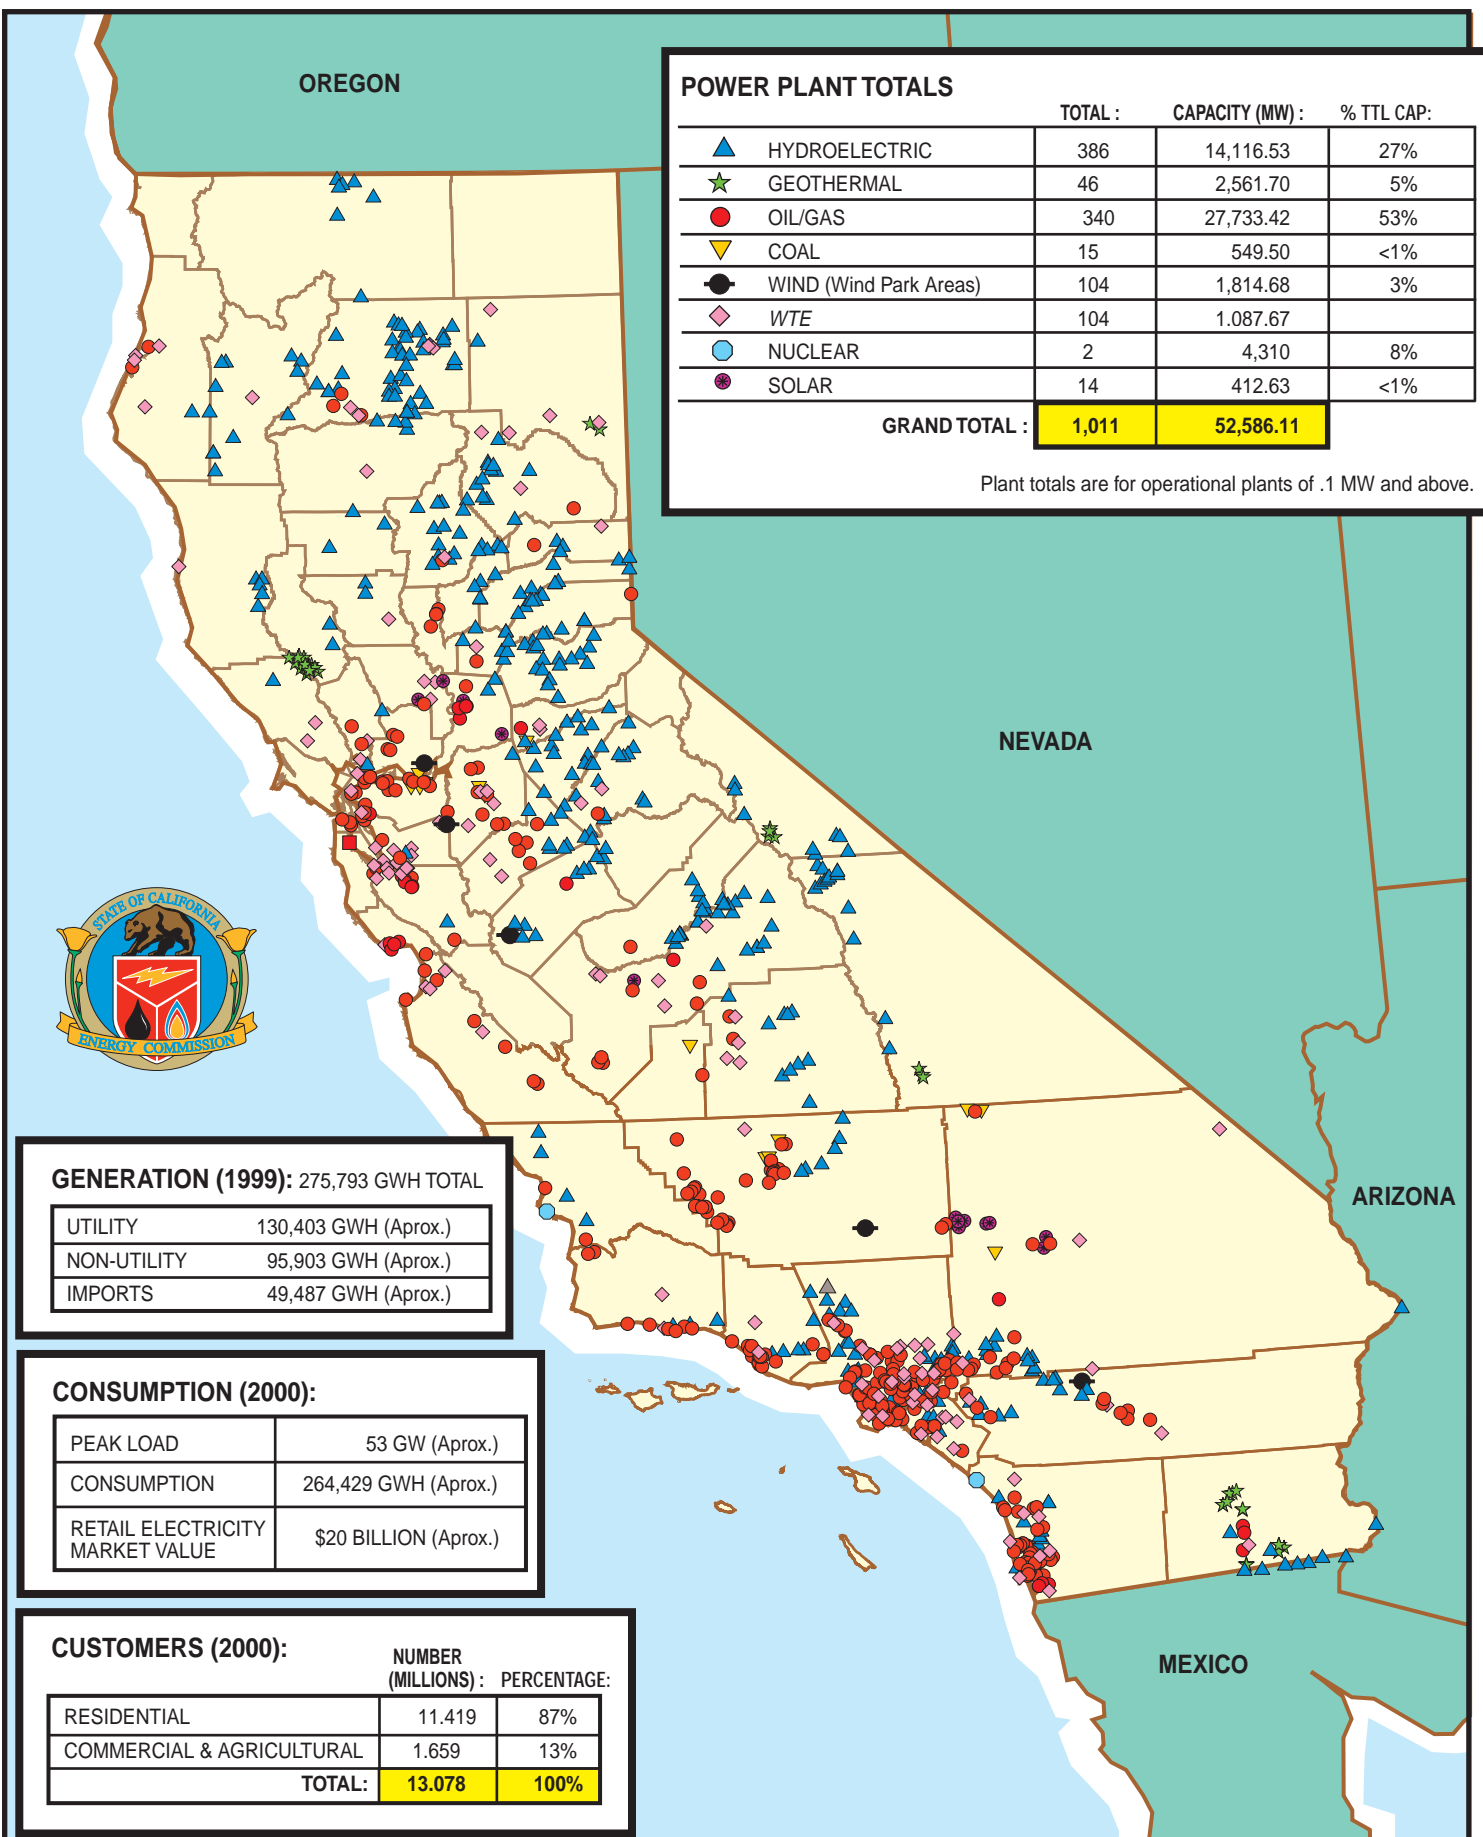 OREGON
POWER PLANT TOTALS
TOTAL : CAPACITY (MW) : % TTL CAP:
HYDROELECTRIC 386 14,116.53 27%
GEOTHERMAL 46 2,561.70 5%
OIL/GAS 340 27,733.42 53%
COAL 15 549.50 <1%
WIND (Wind Park Areas) 104 1,814.68 3%
WTE 104 1.087.67
NUCLEAR 2 4,310 8%
SOLAR 14 412.63 <1%
GRAND TOTAL : 1,011 52,586.11
Plant totals are for operational plants of .1 MW and above.
NEVADA
STATE OF CALIFORNIA
ENERGY COMMISSION
ARIZONA
GENERATION (1999): 275,793 GWH TOTAL
UTILITY 130,403 GWH (Aprox.)
NON-UTILITY 95,903 GWH (Aprox.)
IMPORTS 49,487 GWH (Aprox.)
CONSUMPTION (2000):
PEAK LOAD 53 GW (Aprox.)
CONSUMPTION 264,429 GWH (Aprox.)
RETAIL ELECTRICITY
MARKET VALUE $20 BILLION (Aprox.)
MEXICO
CUSTOMERS (2000):
NUMBER
(MILLIONS) : PERCENTAGE:
RESIDENTIAL 11.419 87%
COMMERCIAL & AGRICULTURAL 1.659 13%
TOTAL: 13.078 100%